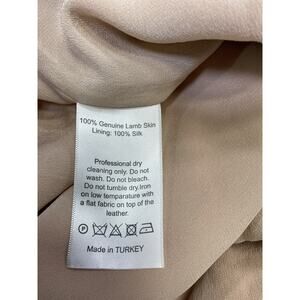 100% Genuine Lamb Skin
Lining: 100% Silk
Professional dry
cleaning only. Do not
wash. Do not bleach.
Do not tumble dry.Iron
on low temparature with
a flat fabric on top of the
leather.
P
Made in TURKEY